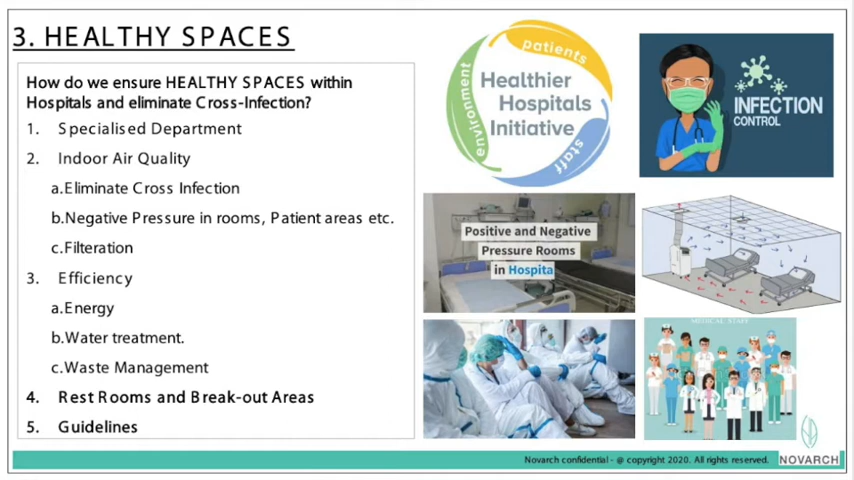 3. HEALTHY SPACES
How do we ensure HEALTHY SPACES within
Hospitals and eliminate Cross-Infection?
1. Specialised Department
2. Indoor Air Quality
a.Eliminate Cross Infection
b.Negative Pressure in rooms, Patient areas etc.
c.Filteration
3. Efficiency
a.Energy
b.Water treatment.
c.Waste Management
4. Rest Rooms and Break-out Areas
5. Guidelines
patients
environment
Healthier
Hospitals
Initiative
staff
INFECTION
CONTROL
Positive and Negative
Pressure Rooms
in Hospita
MEDICAL STAFF
Novarch confidential - @ copyright 2020. All rights reserved.
NOVARCH